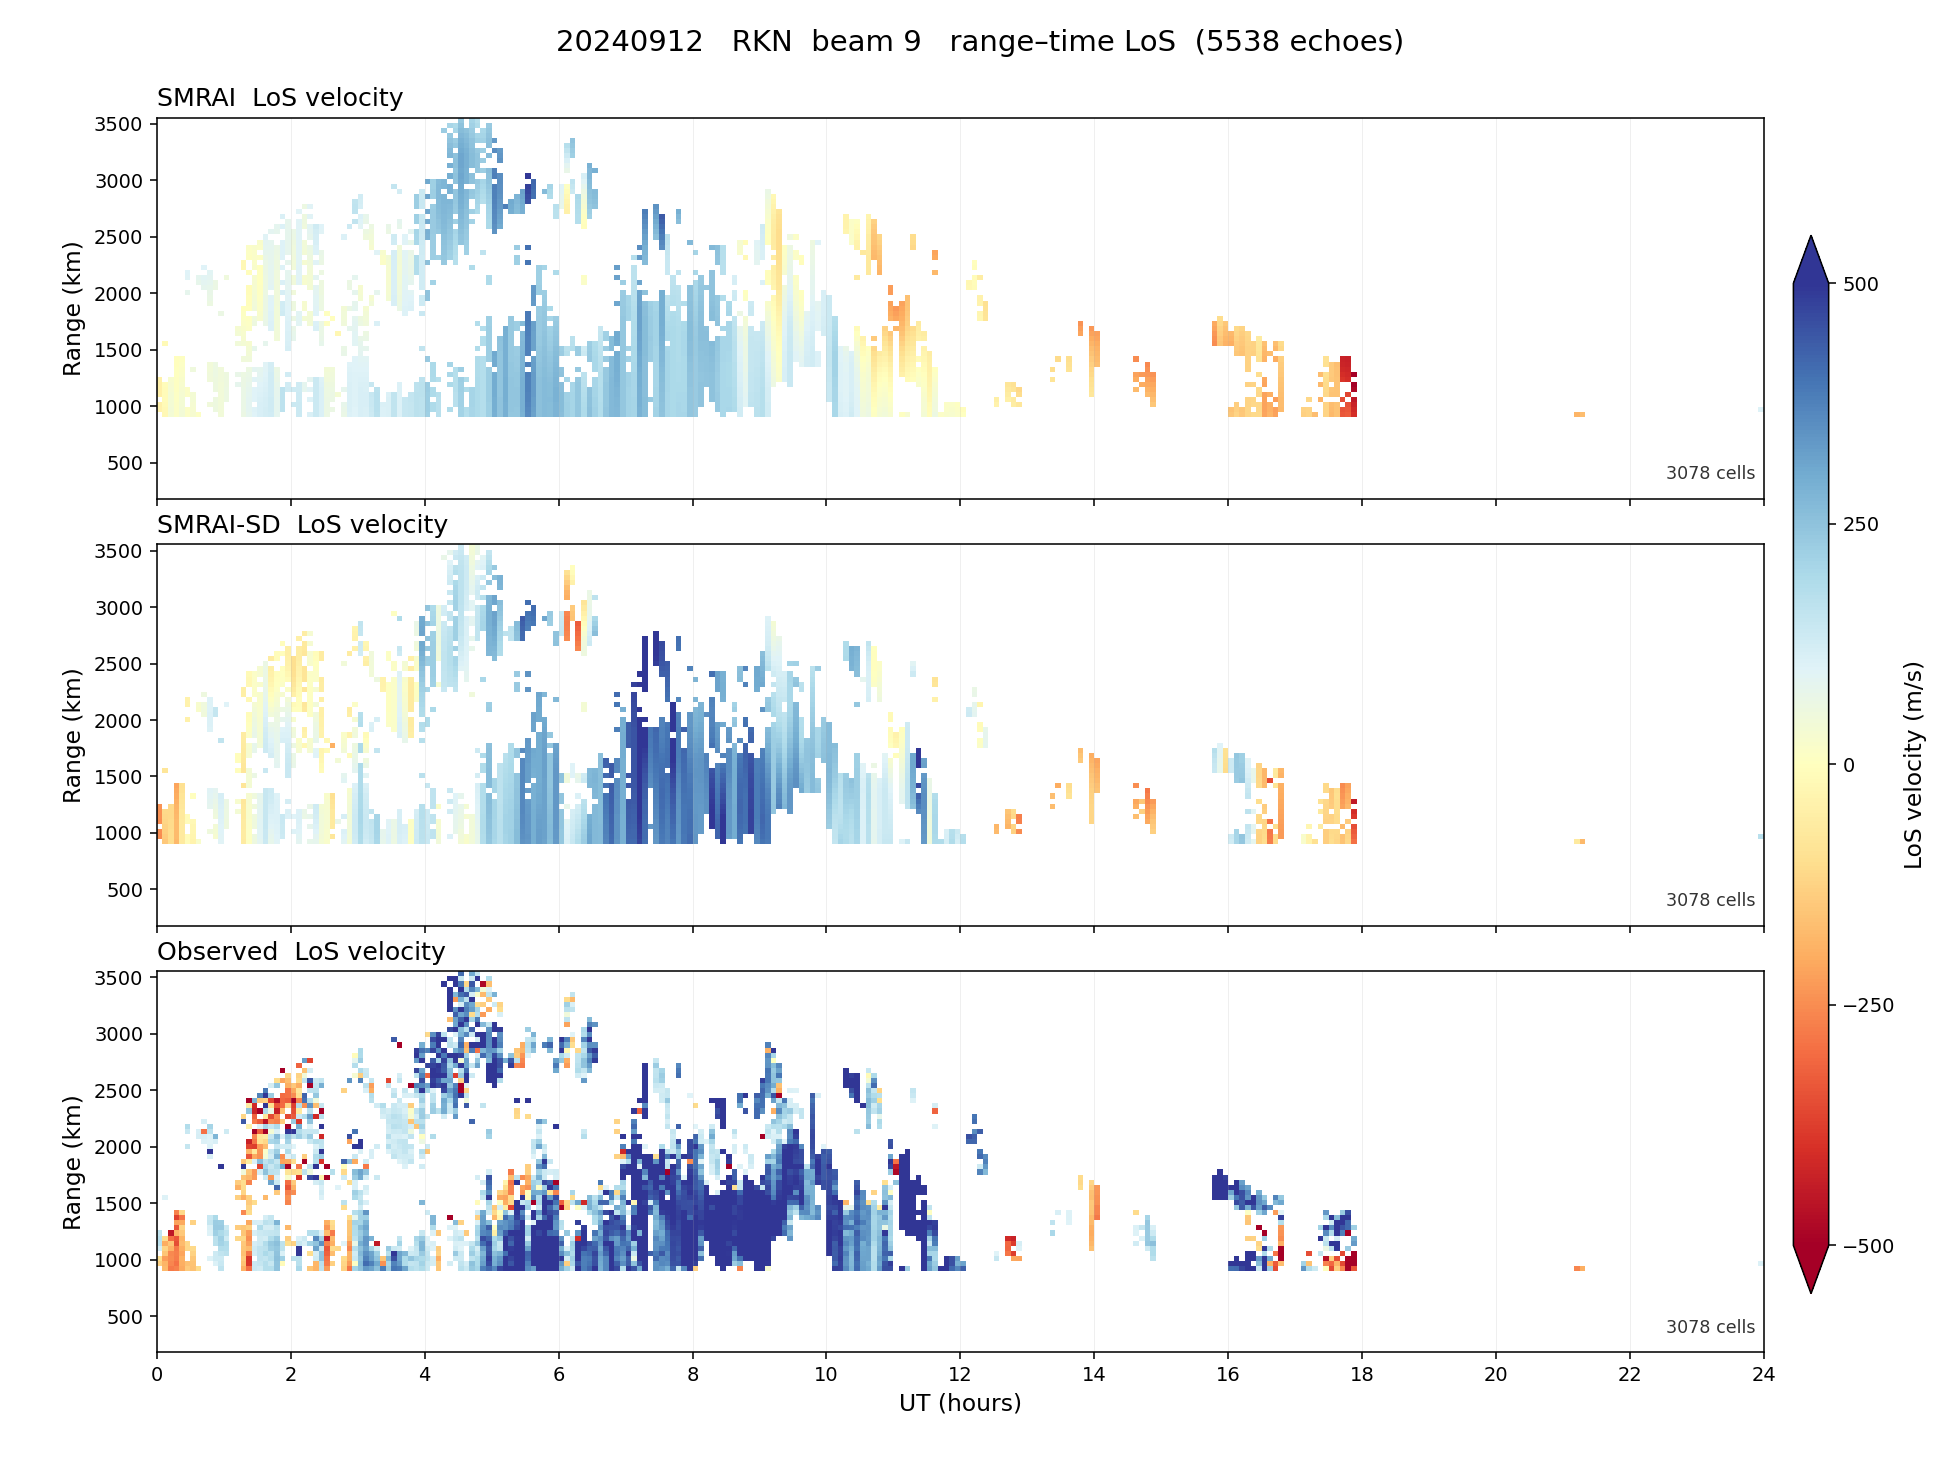 20240912   RKN  beam 9   range–time LoS  (5538 echoes)
SMRAI  LoS velocity
3500
3000
2500
2000
1500
1000
500
Range (km)
3078 cells
SMRAI-SD  LoS velocity
3500
3000
2500
2000
1500
1000
500
Range (km)
3078 cells
Observed  LoS velocity
3500
3000
2500
2000
1500
1000
500
Range (km)
3078 cells
0 2 4 6 8 10 12 14 16 18 20 22 24
UT (hours)
500
250
0
−250
−500
LoS velocity (m/s)